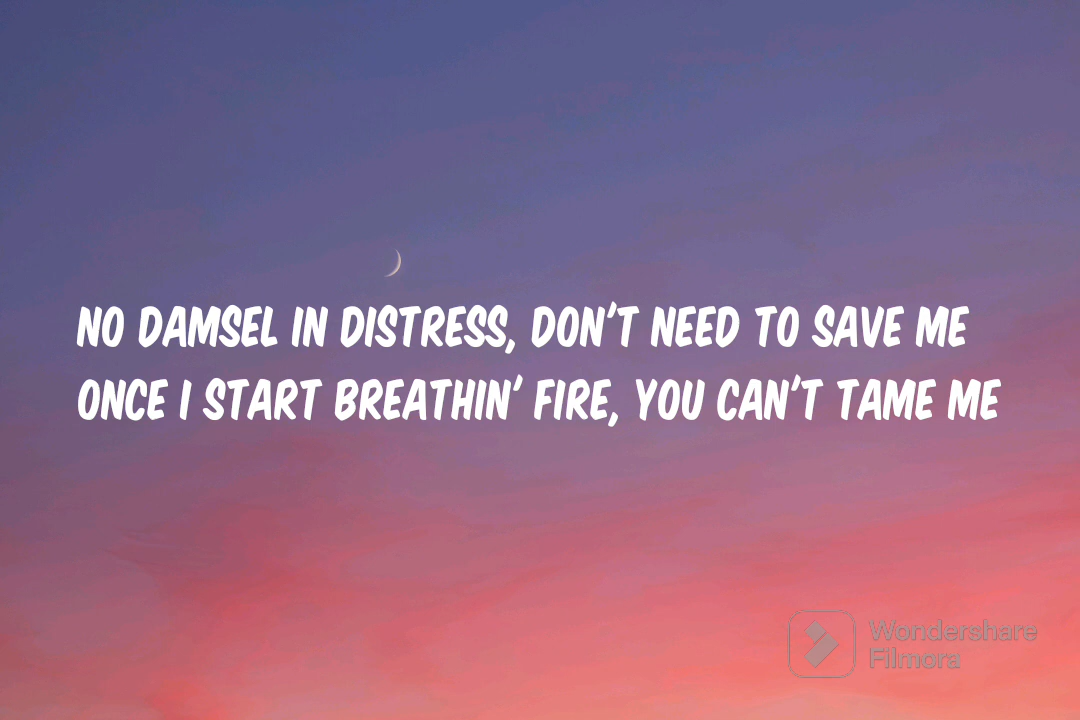 NO DAMSEL IN DISTRESS, DON'T NEED TO SAVE ME
ONCE I START BREATHIN' FIRE, YOU CAN'T TAME ME
Wondershare
Filmora